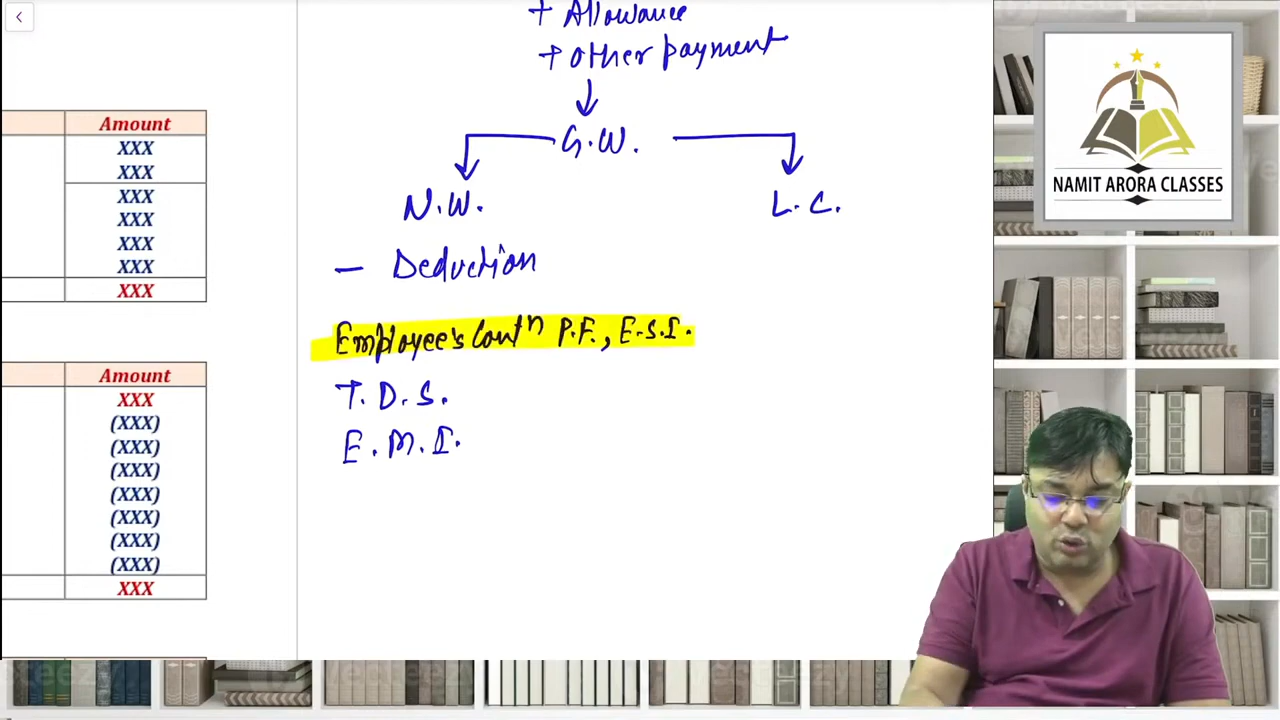 + Allowance
+ Other payment
G.W.
N.W.
L.C.
— Deduction
Employee's Contⁿ P.F., E.S.I.
T.D.S.
E.M.I.
Amount
XXX
XXX
XXX
XXX
XXX
XXX
XXX
Amount
XXX
(XXX)
(XXX)
(XXX)
(XXX)
(XXX)
(XXX)
(XXX)
XXX
NAMIT ARORA CLASSES